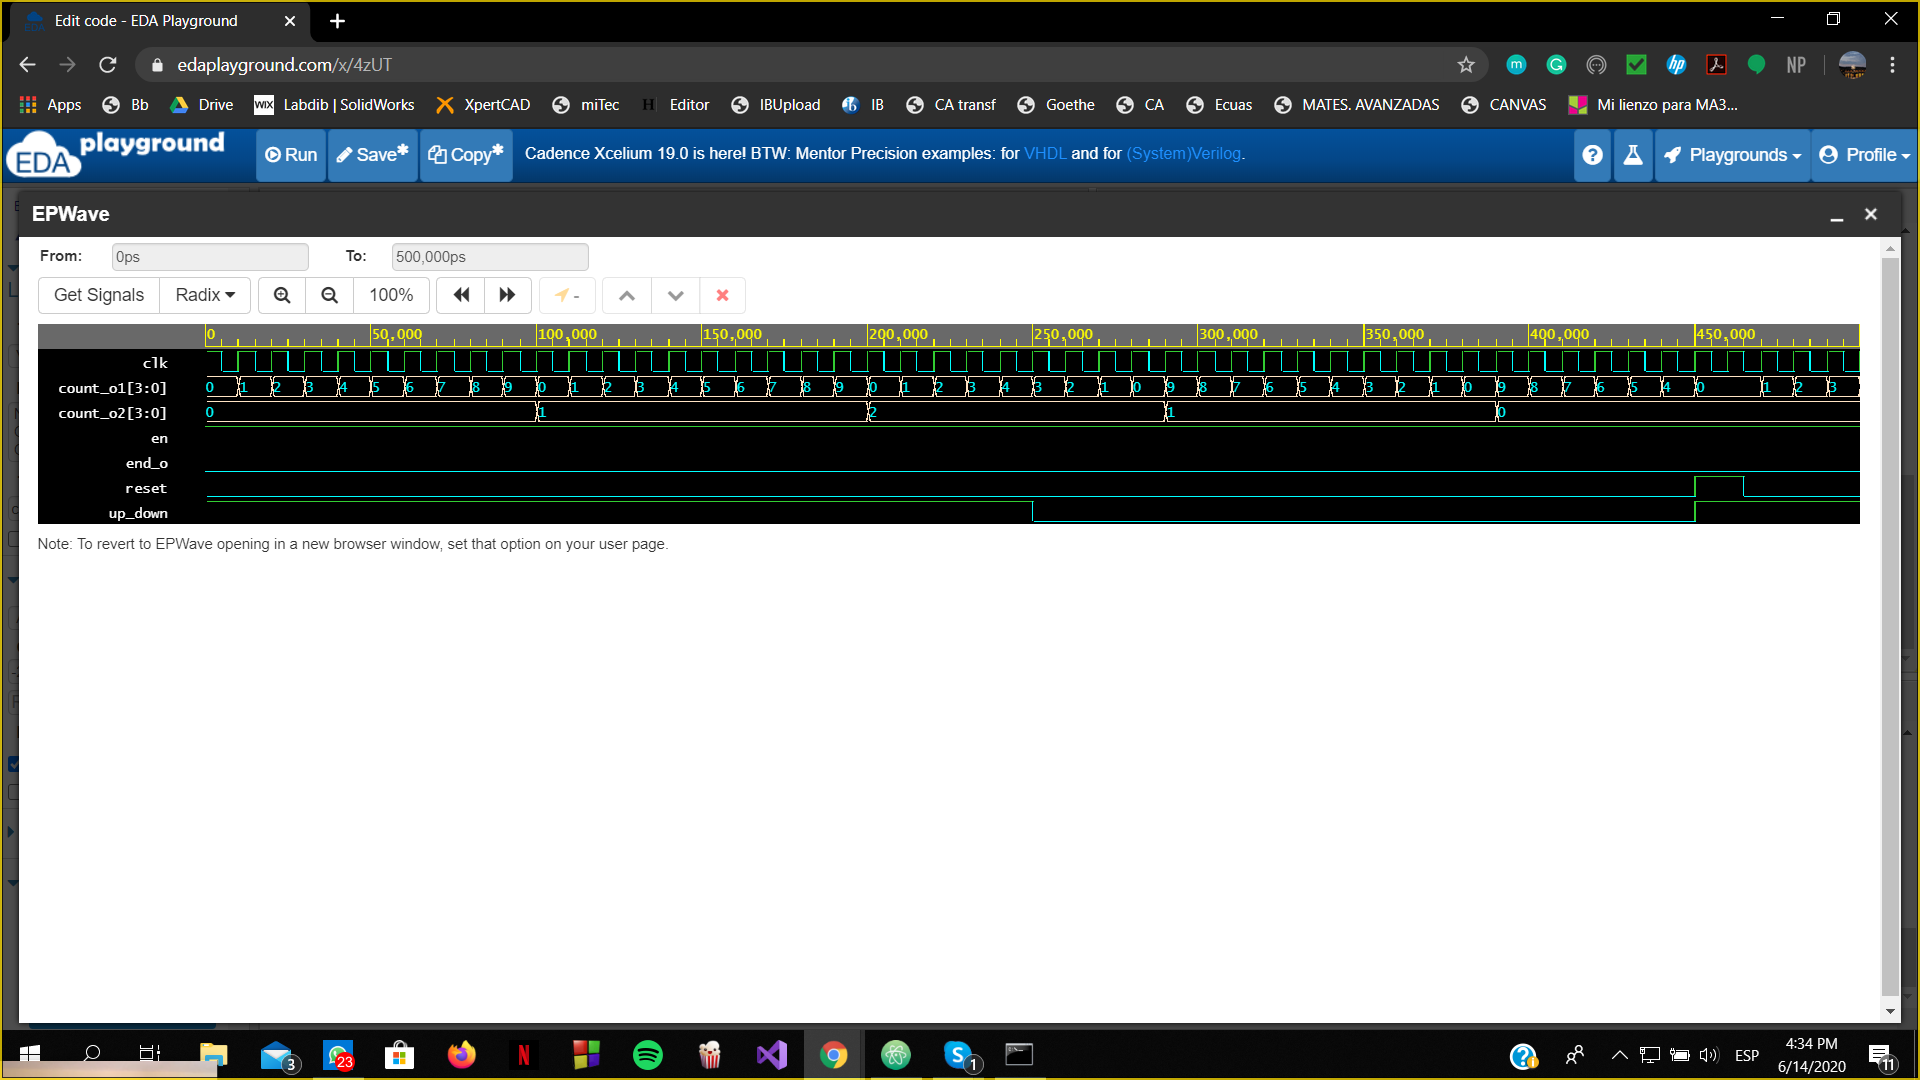 Edit code - EDA Playground
edaplayground.com/x/4zUT
NP
Apps Bb Drive WIX Labdib | SolidWorks XpertCAD miTec H Editor IBUpload IB CA transf Goethe CA Ecuas MATES. AVANZADAS CANVAS Mi lienzo para MA3...
EDA playground Run Save* Copy* Cadence Xcelium 19.0 is here! BTW: Mentor Precision examples: for VHDL and for (System)Verilog. Playgrounds Profile
EPWave
From: 0ps To: 500,000ps
Get Signals Radix 100% -
0 50,000 100,000 150,000 200,000 250,000 300,000 350,000 400,000 450,000
clk
count_o1[3:0] 0 1 2 3 4 5 6 7 8 9 0 1 2 3 4 5 6 7 8 9 0 1 2 3 4 3 2 1 0 9 8 7 6 5 4 3 2 1 0 9 8 7 6 5 4 0 1 2 3
count_o2[3:0] 0 1 2 1 0
en
end_o
reset
up_down
Note: To revert to EPWave opening in a new browser window, set that option on your user page.
3 23 1 ESP 4:34 PM
6/14/2020 11